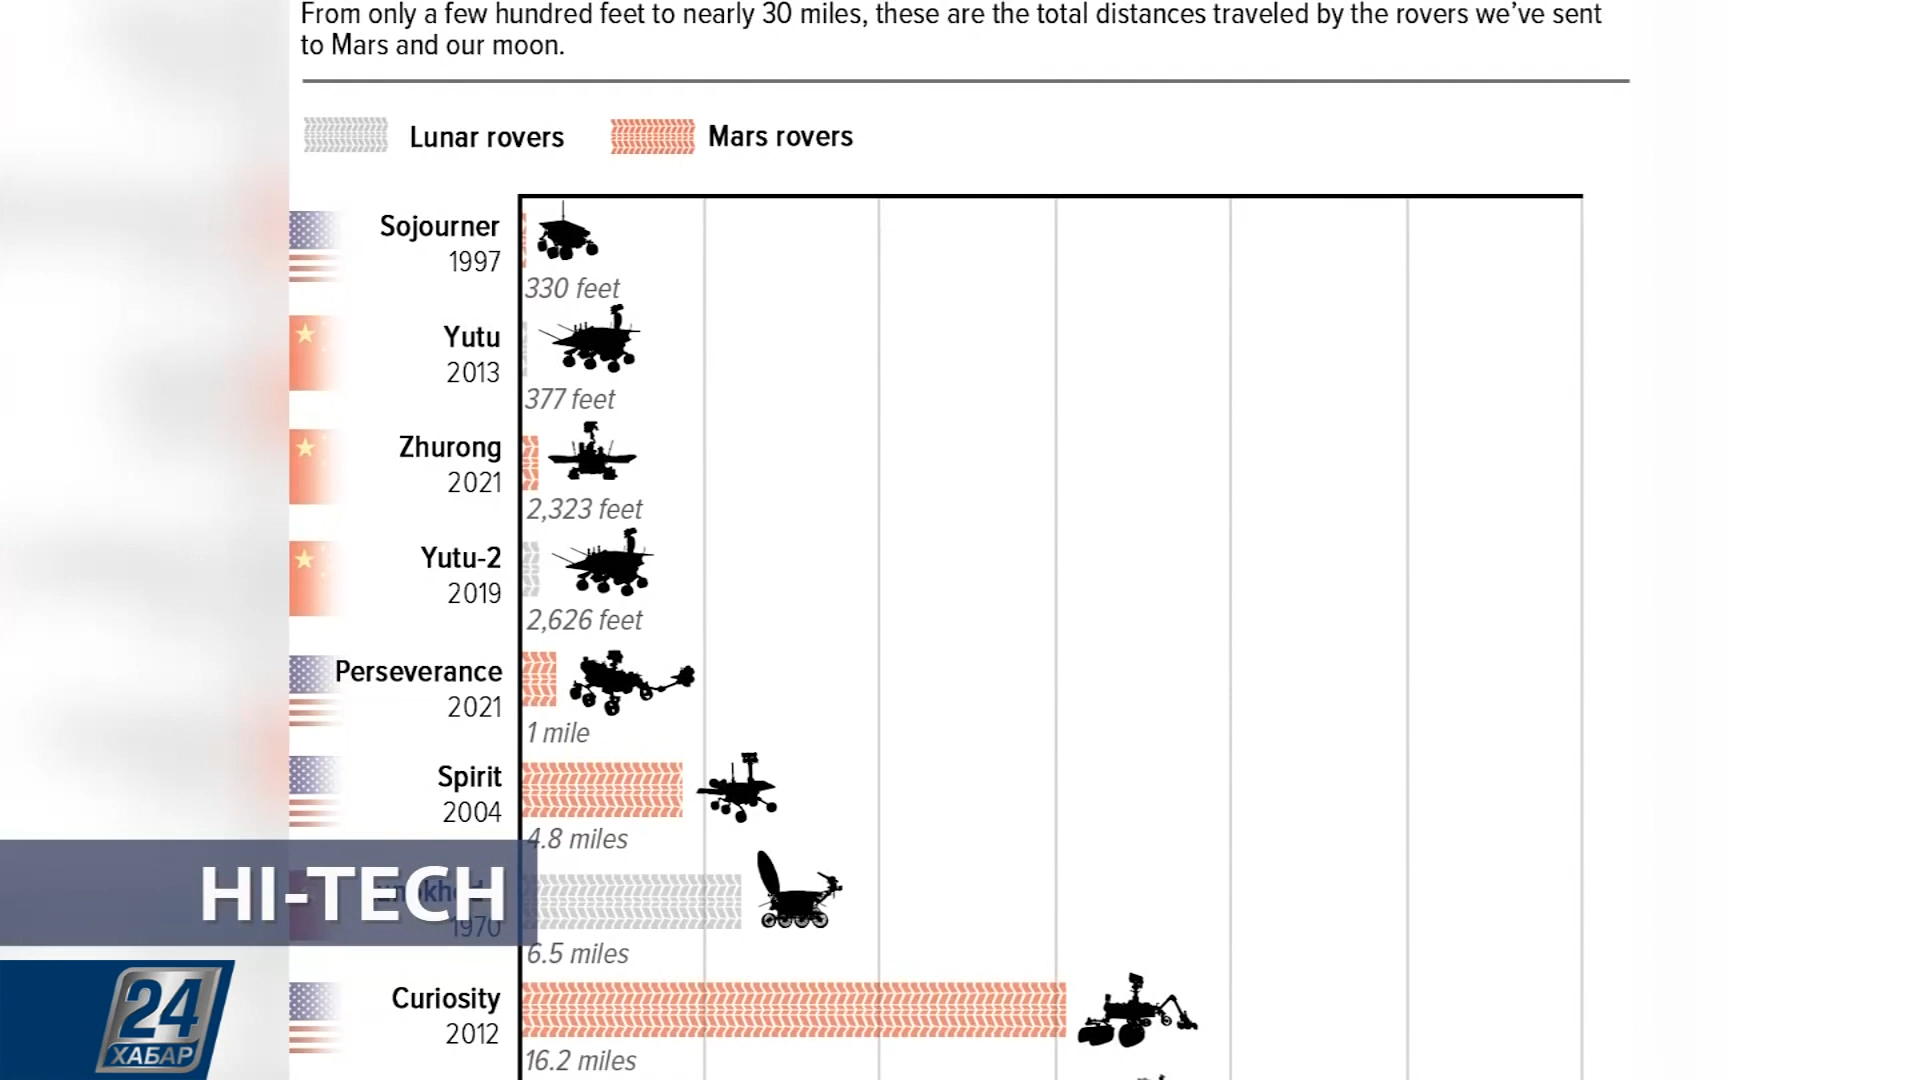 From only a few hundred feet to nearly 30 miles, these are the total distances traveled by the rovers we've sent
to Mars and our moon.
Lunar rovers
Mars rovers
Sojourner
1997
330 feet
Yutu
2013
377 feet
Zhurong
2021
2,323 feet
Yutu-2
2019
2,626 feet
Perseverance
2021
1 mile
Spirit
2004
4.8 miles
HI-TECH
1970
6.5 miles
Curiosity
2012
16.2 miles
24
ХАБАР